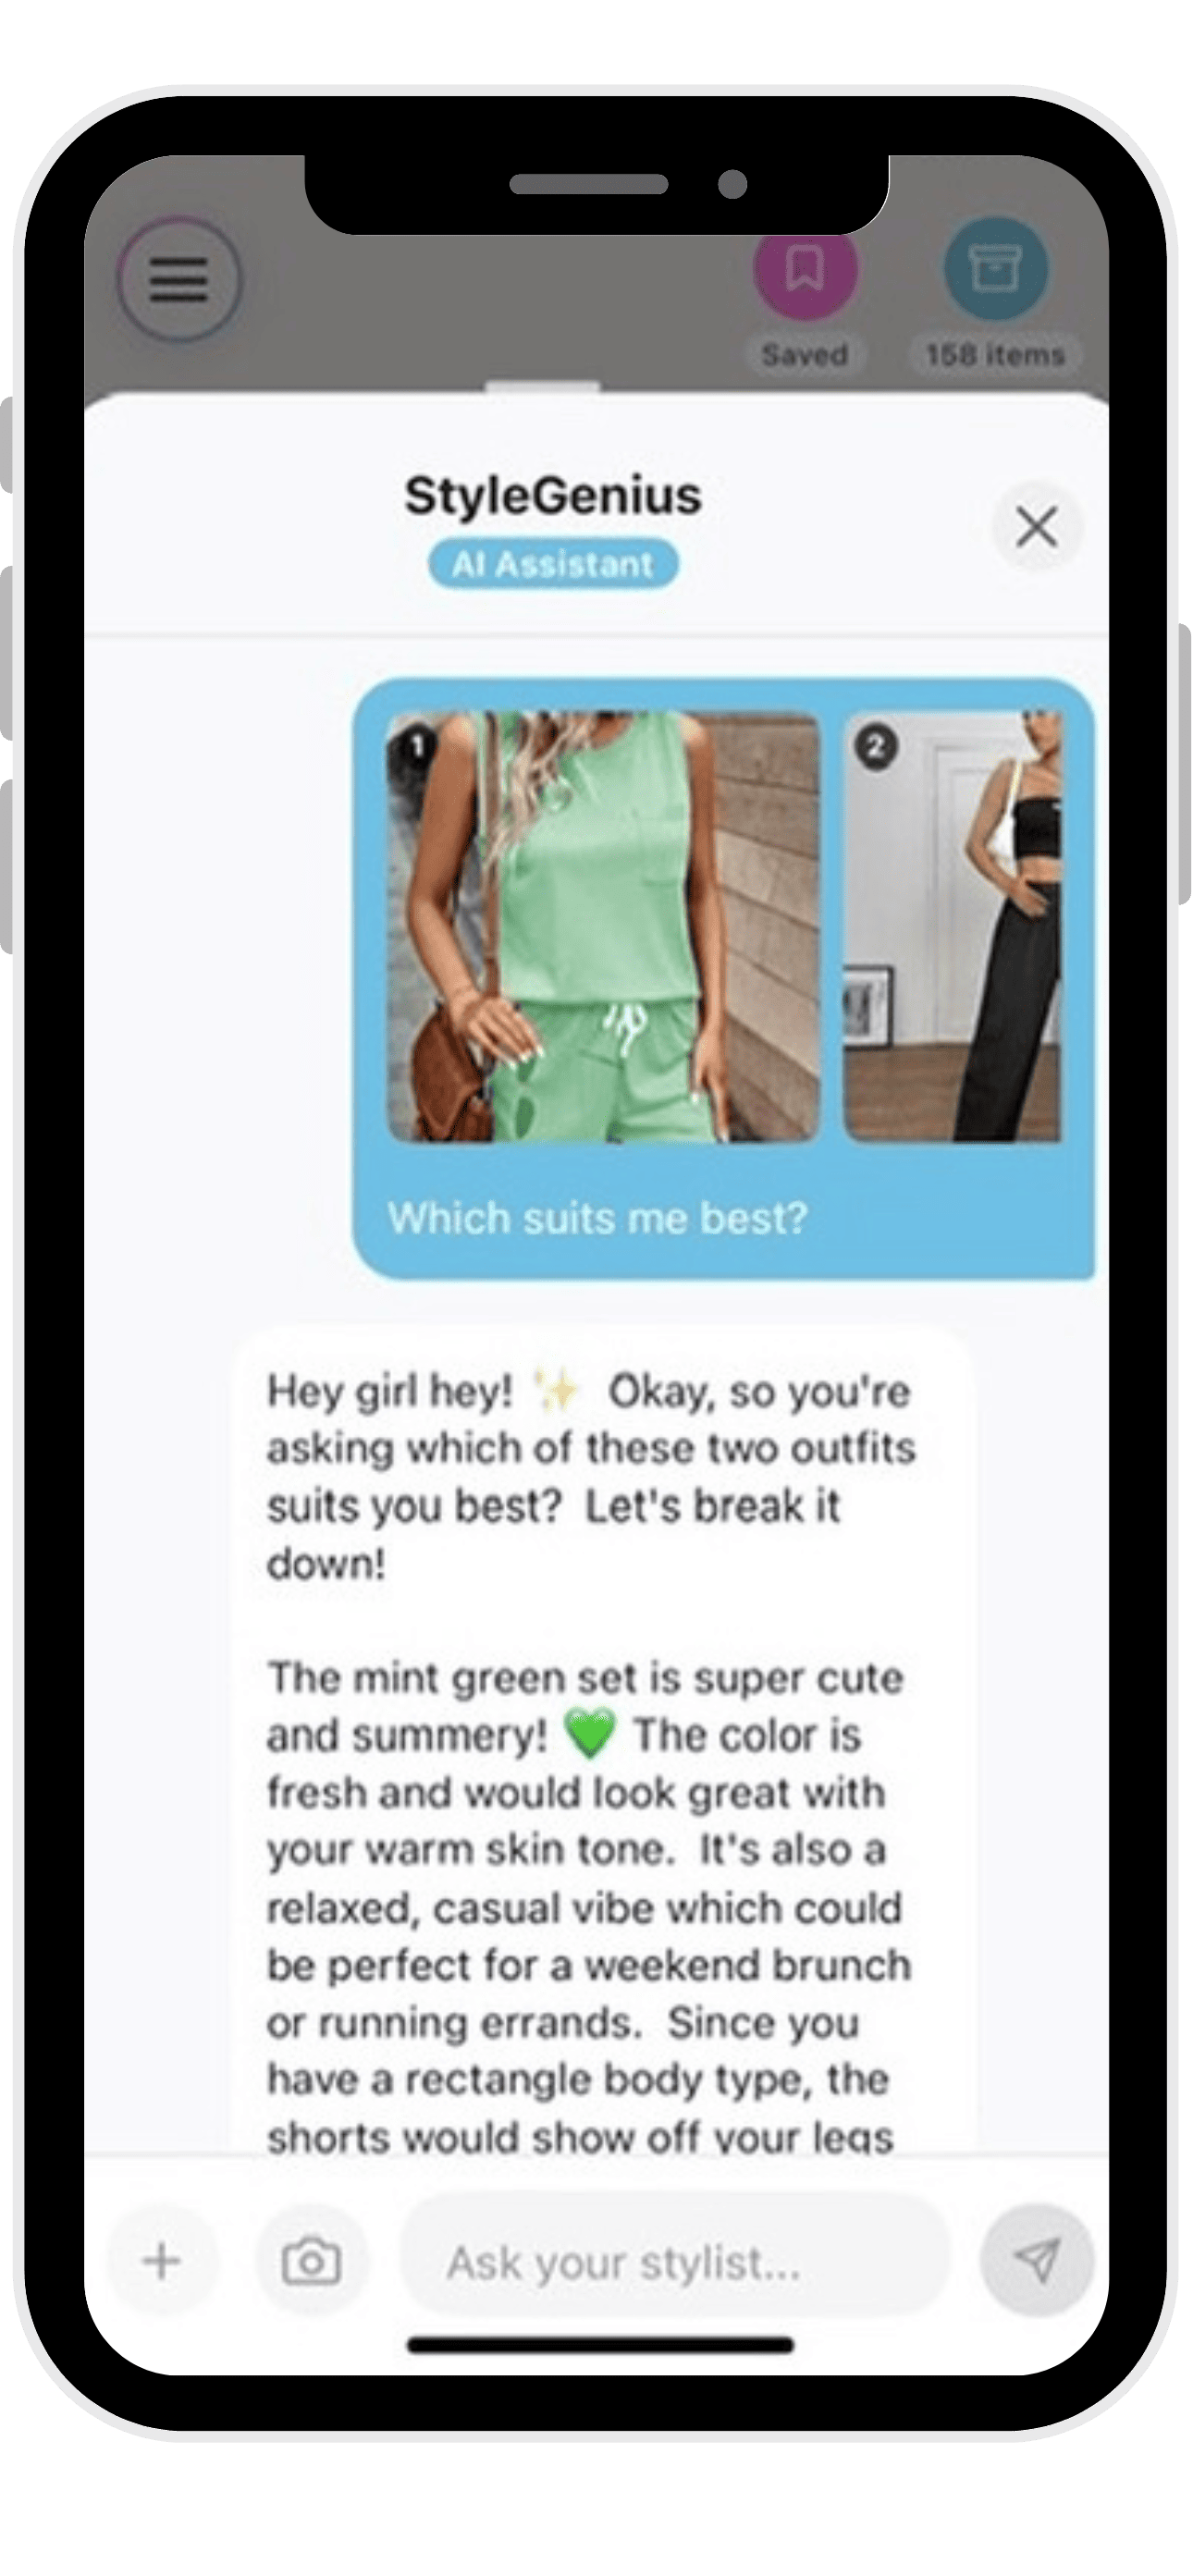 Saved
158 items
StyleGenius
AI Assistant
1
2
Which suits me best?
Hey girl hey! ✨ Okay, so you're
asking which of these two outfits
suits you best? Let's break it
down!
The mint green set is super cute
and summery! 💚 The color is
fresh and would look great with
your warm skin tone. It's also a
relaxed, casual vibe which could
be perfect for a weekend brunch
or running errands. Since you
have a rectangle body type, the
shorts would show off your legs
Ask your stylist...